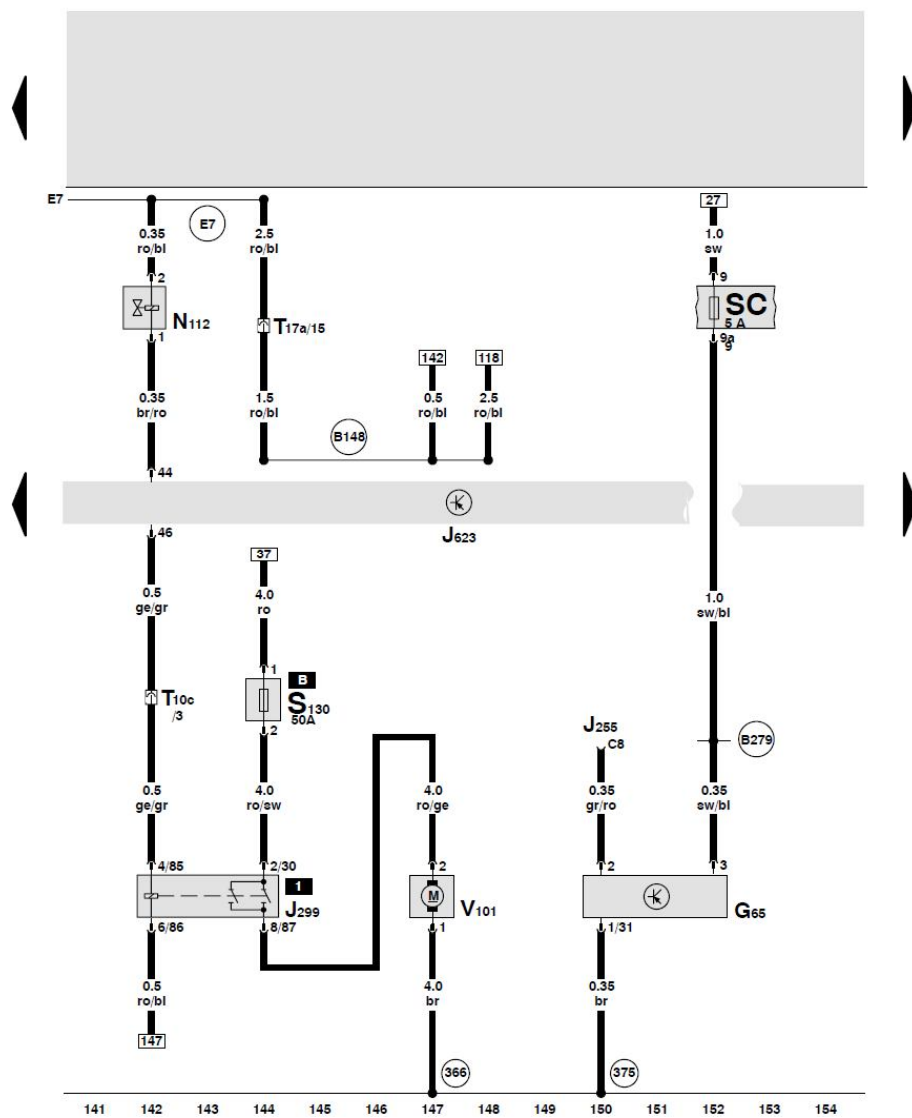 E7
E7
0.35
ro/bl
2.5
ro/bl
27
1.0
sw
2
9
N112
1
T17a/15
SC
5 A
9a
9
142
118
0.35
br/ro
1.5
ro/bl
0.5
ro/bl
2.5
ro/bl
B148
44
J623
46
37
0.5
ge/gr
4.0
ro
1.0
sw/bl
1
B
T10c
/3
S130
50A
2
J255
C8
B279
0.5
ge/gr
4.0
ro/sw
4.0
ro/ge
0.35
gr/ro
0.35
sw/bl
4/85
2/30
2
2
3
1
J299
M
V101
G65
6/86
8/87
1
1/31
0.5
ro/bl
4.0
br
0.35
br
147
366
375
141 142 143 144 145 146 147 148 149 150 151 152 153 154